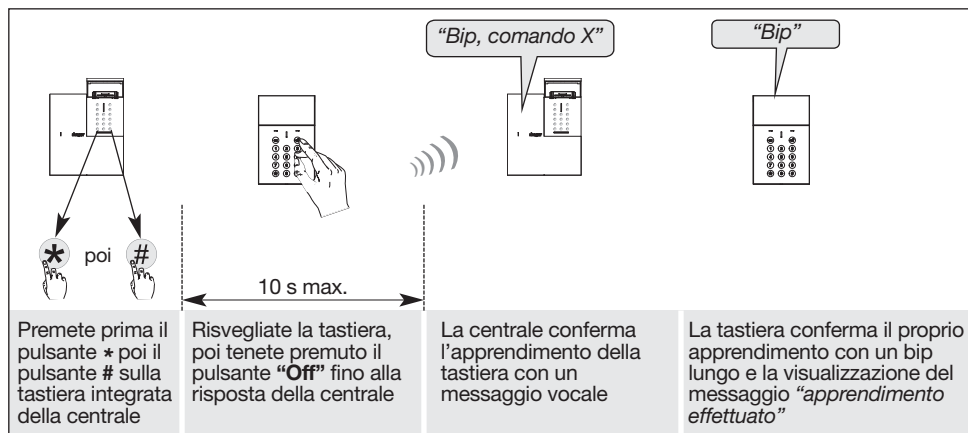 “Bip, comando X”
“Bip”
* poi #
10 s max.
Premete prima il
pulsante * poi il
pulsante # sulla
tastiera integrata
della centrale
Risvegliate la tastiera,
poi tenete premuto il
pulsante “Off” fino alla
risposta della centrale
La centrale conferma
l’apprendimento della
tastiera con un
messaggio vocale
La tastiera conferma il proprio
apprendimento con un bip
lungo e la visualizzazione del
messaggio “apprendimento
effettuato”